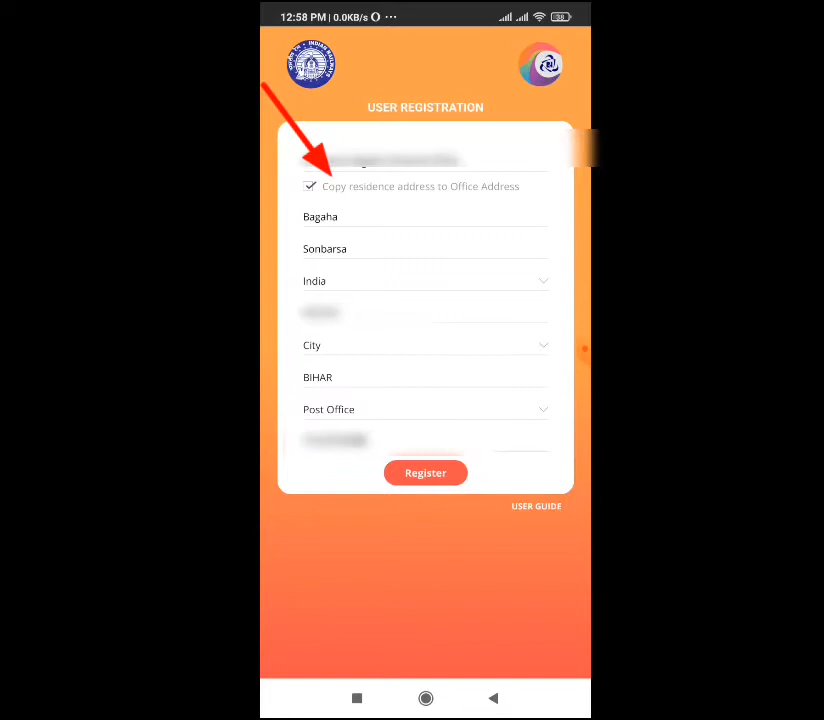 12:58 PM | 0.0KB/s
38
USER REGISTRATION
Copy residence address to Office Address
Bagaha
Sonbarsa
India
City
BIHAR
Post Office
Register
USER GUIDE